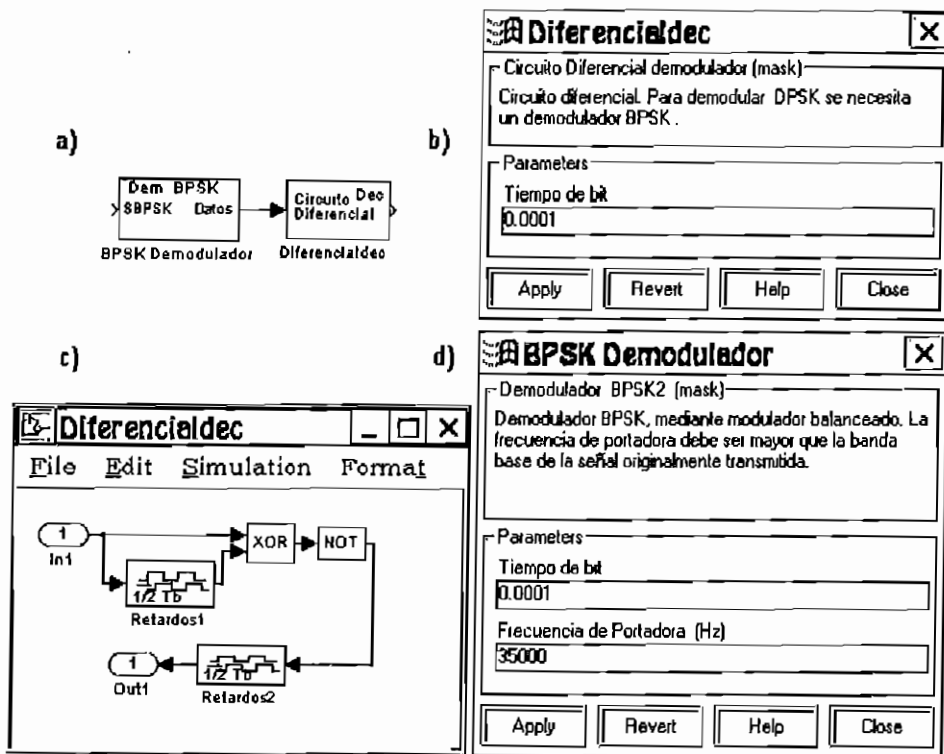 a)
Dem BPSK
SBPSK Datos
BPSK Demodulador
Circuito Dec
Diferencial
Diferencialdec
b)
Diferencialdec
Circuito Diferencial demodulador (mask)
Circuito diferencial. Para demodular DPSK se necesita
un demodulador BPSK .
Parameters
Tiempo de bit
0.0001
Apply Revert Help Close
c)
Diferencialdec
File Edit Simulation Format
1
In1
XOR
NOT
1/2 Tb
Retardos1
1
Out1
1/2 Tb
Retardos2
d)
BPSK Demodulador
Demodulador BPSK2 (mask)
Demodulador BPSK, mediante modulador balanceado. La
frecuencia de portadora debe ser mayor que la banda
base de la señal originalmente transmitida.
Parameters
Tiempo de bit
0.0001
Frecuencia de Portadora (Hz)
35000
Apply Revert Help Close